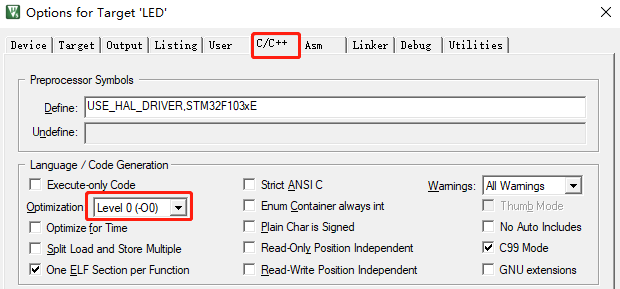 Options for Target 'LED'
Device Target Output Listing User C/C++ Asm Linker Debug Utilities
Preprocessor Symbols
Define: USE_HAL_DRIVER,STM32F103xE
Undefine:
Language / Code Generation
Execute-only Code Strict ANSI C Warnings: All Warnings
Optimization Level 0 (-O0) Enum Container always int Thumb Mode
Optimize for Time Plain Char is Signed No Auto Includes
Split Load and Store Multiple Read-Only Position Independent C99 Mode
One ELF Section per Function Read-Write Position Independent GNU extensions